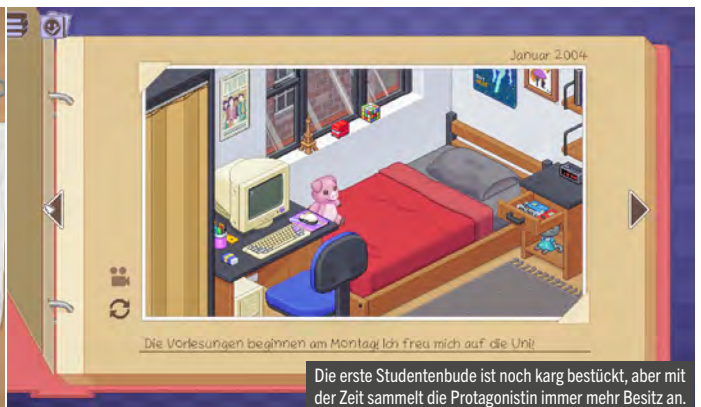 Januar 2004
Die Vorlesungen beginnen am Montag! Ich freu mich auf die Uni!
Die erste Studentenbude ist noch karg bestückt, aber mit
der Zeit sammelt die Protagonistin immer mehr Besitz an.